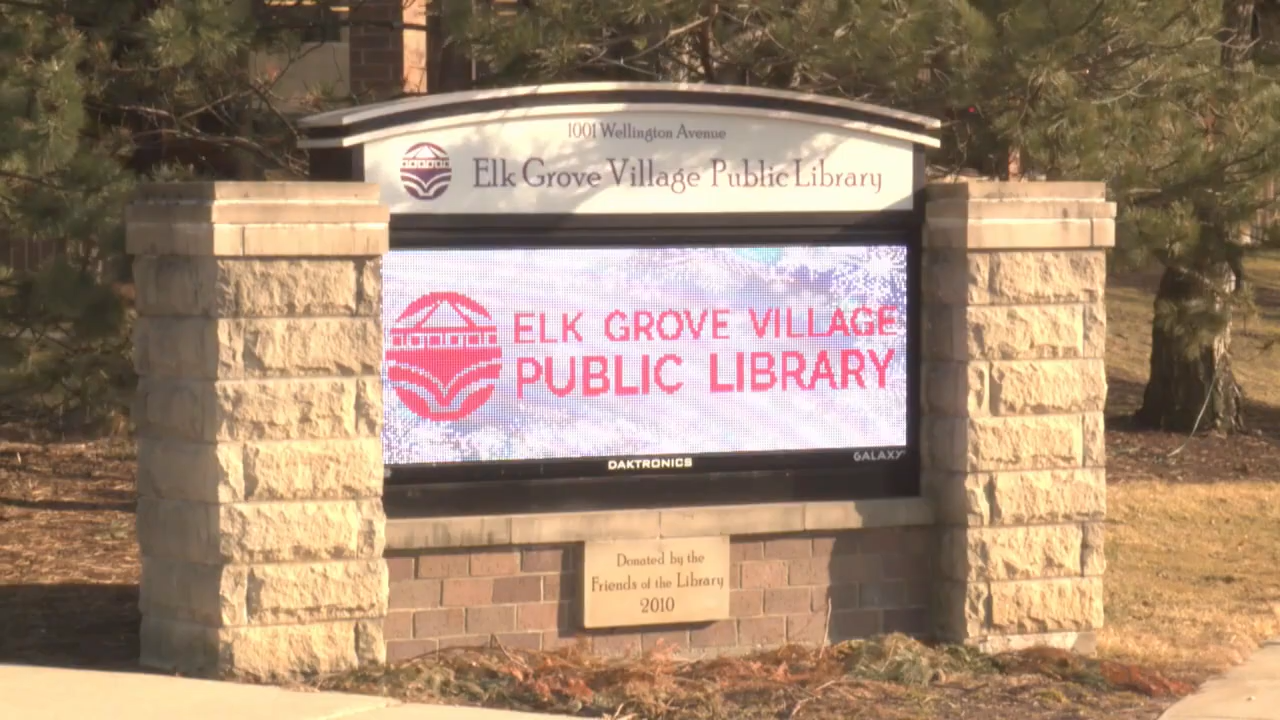 1001 Wellington Avenue
Elk Grove Village Public Library
ELK GROVE VILLAGE
PUBLIC LIBRARY
DAKTRONICS
GALAXY
Donated by the
Friends of the Library
2010